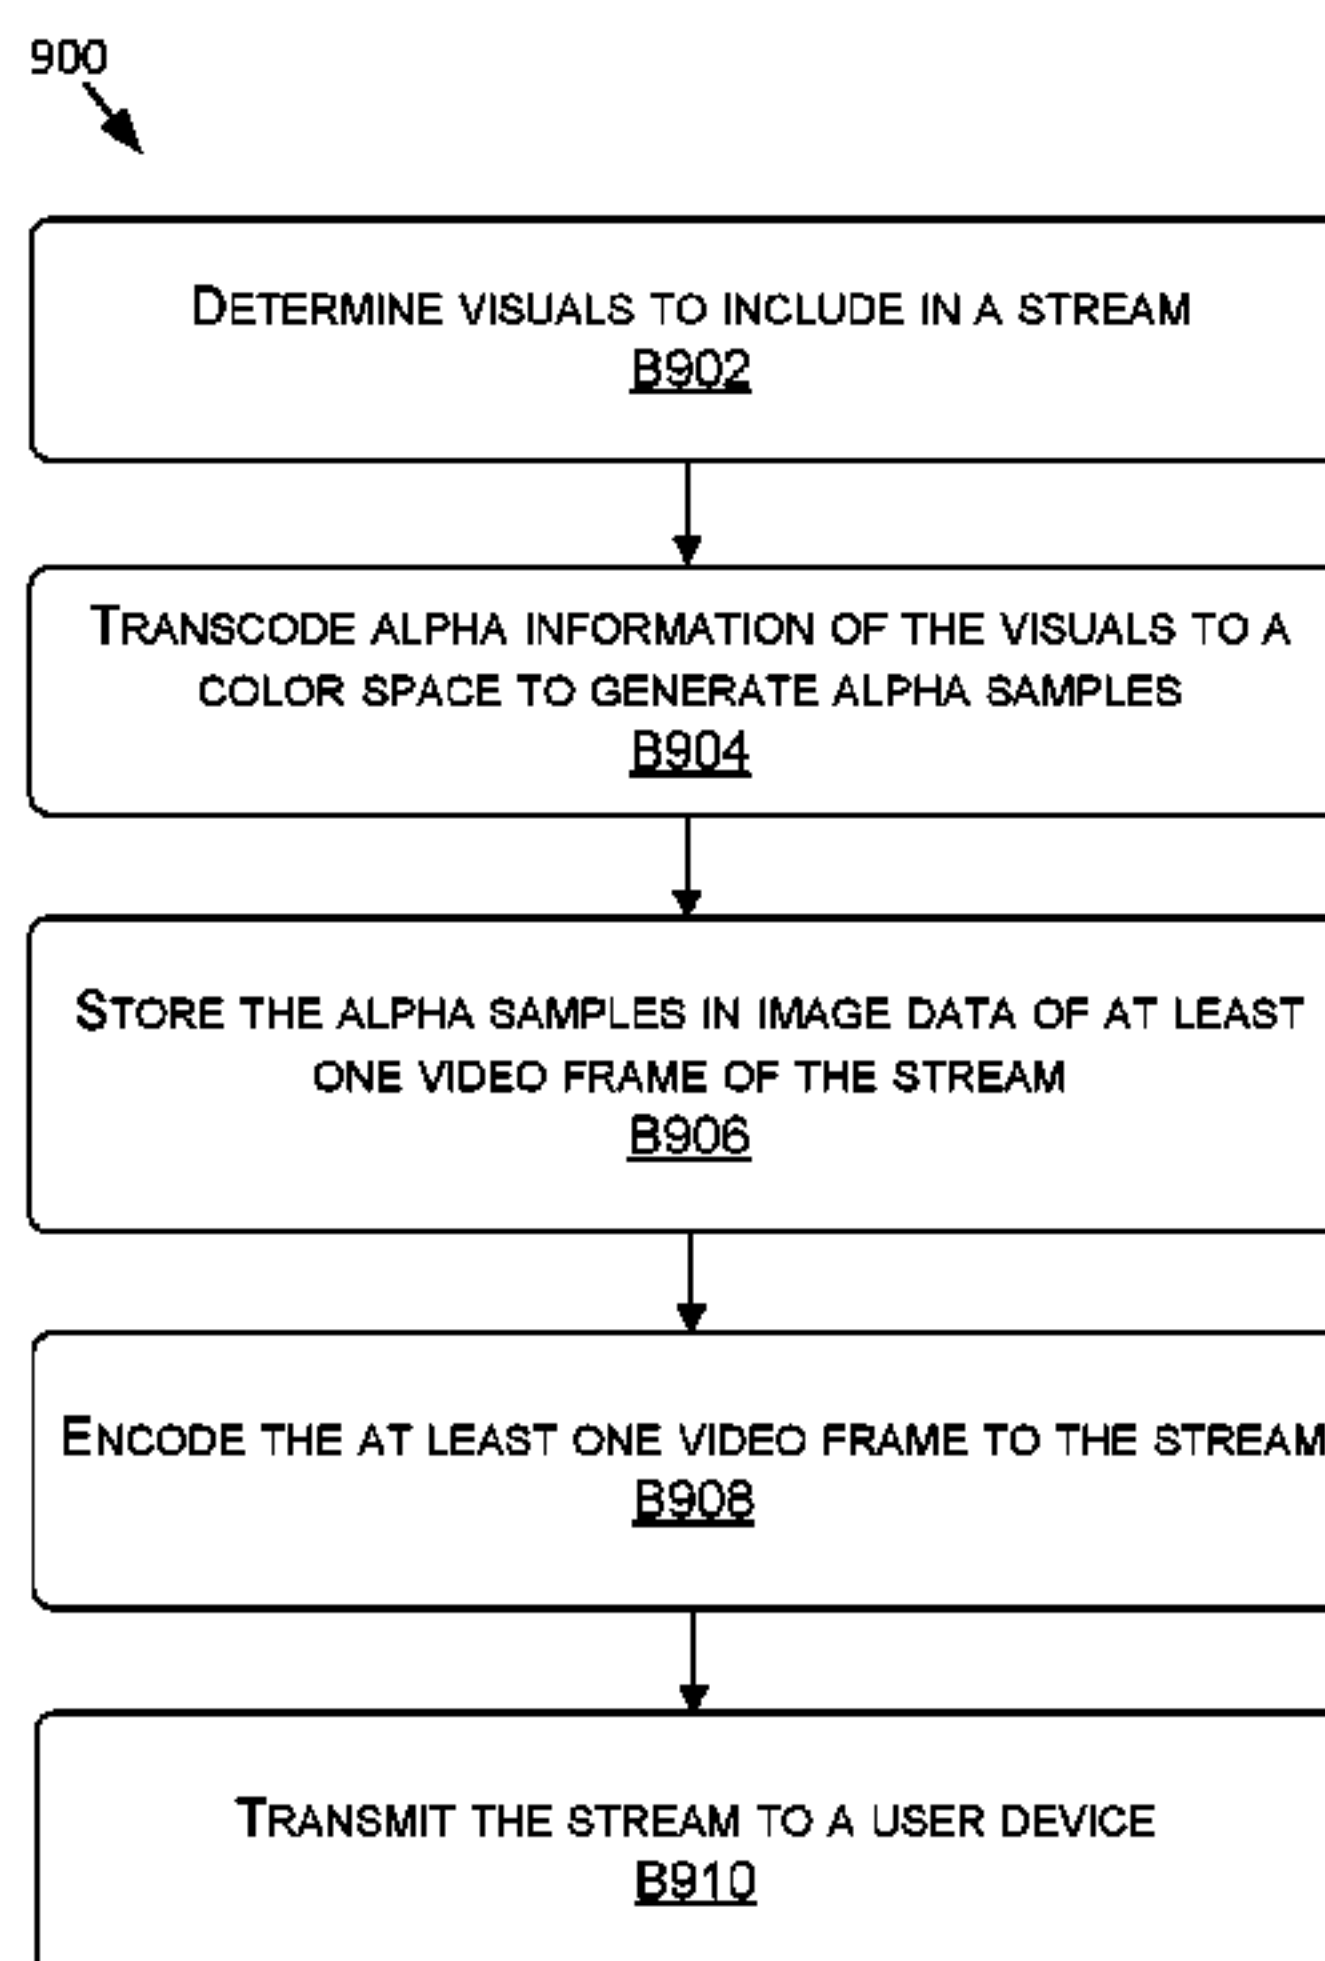 900
DETERMINE VISUALS TO INCLUDE IN A STREAM
B902
TRANSCODE ALPHA INFORMATION OF THE VISUALS TO A
COLOR SPACE TO GENERATE ALPHA SAMPLES
B904
STORE THE ALPHA SAMPLES IN IMAGE DATA OF AT LEAST
ONE VIDEO FRAME OF THE STREAM
B906
ENCODE THE AT LEAST ONE VIDEO FRAME TO THE STREAM
B908
TRANSMIT THE STREAM TO A USER DEVICE
B910